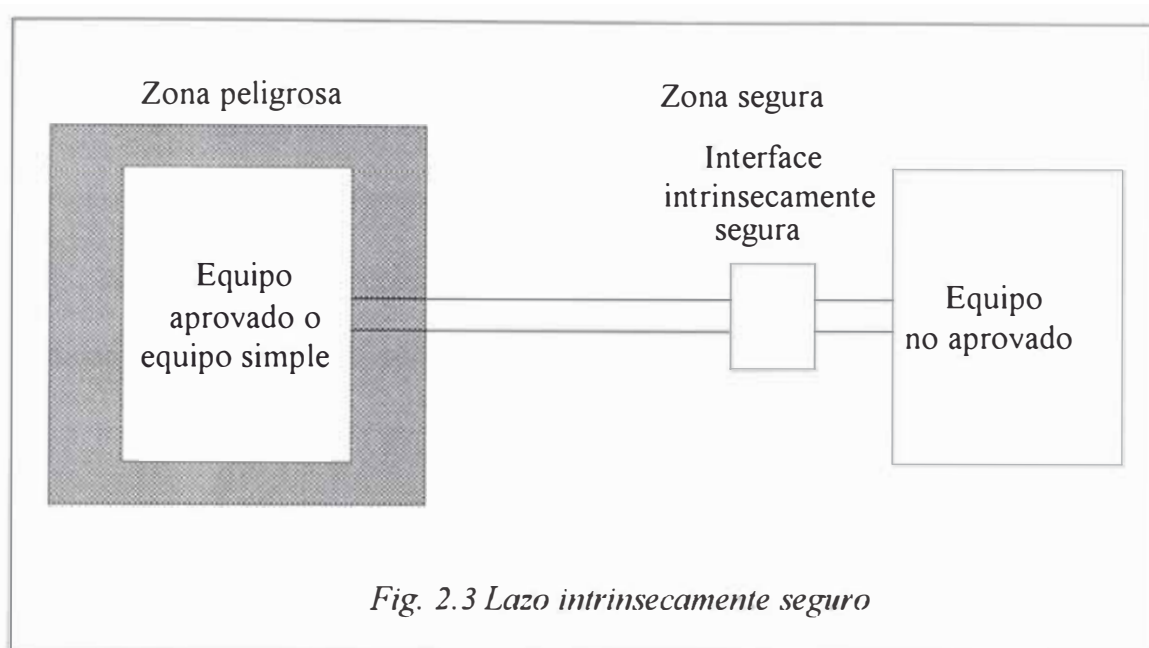 Zona peligrosa
Zona segura
Interface
intrinsecamente
segura
Equipo
aprovado o
equipo simple
Equipo
no aprovado
Fig. 2.3 Lazo intrinsecamente seguro